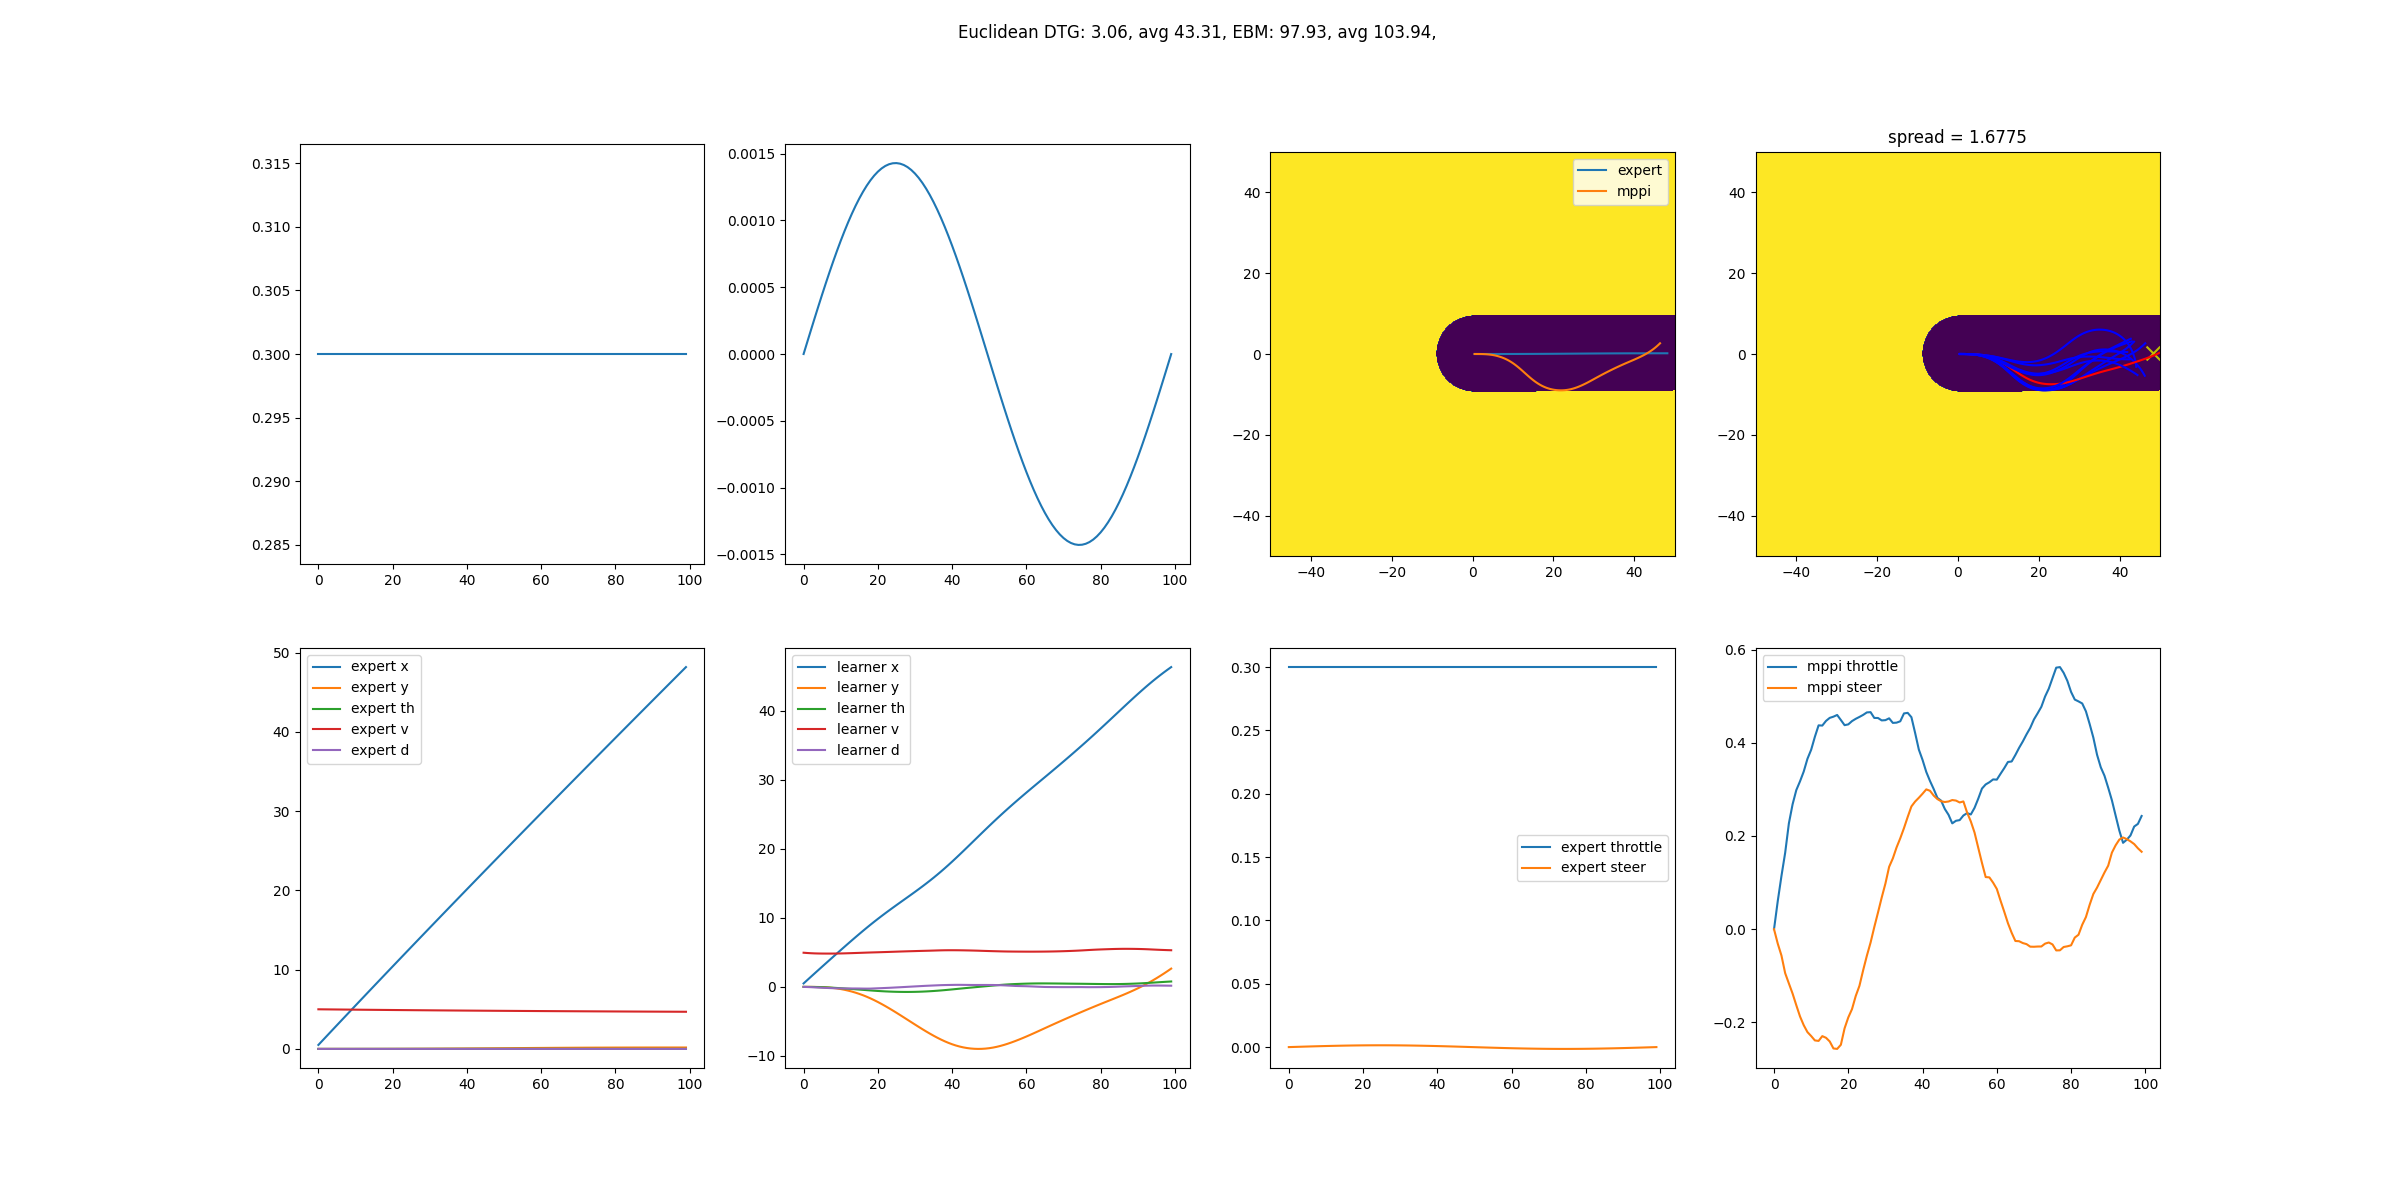 Euclidean DTG: 3.06, avg 43.31, EBM: 97.93, avg 103.94,
0.315
0.310
0.305
0.300
0.295
0.290
0.285
0 20 40 60 80 100
0.0015
0.0010
0.0005
0.0000
−0.0005
−0.0010
−0.0015
0 20 40 60 80 100
expert
mppi
40
20
0
−20
−40
−40 −20 0 20 40
spread = 1.6775
40
20
0
−20
−40
−40 −20 0 20 40
expert x
expert y
expert th
expert v
expert d
50
40
30
20
10
0
0 20 40 60 80 100
learner x
learner y
learner th
learner v
learner d
40
30
20
10
0
−10
0 20 40 60 80 100
0.30
0.25
0.20
0.15
0.10
0.05
0.00
expert throttle
expert steer
0 20 40 60 80 100
mppi throttle
mppi steer
0.6
0.4
0.2
0.0
−0.2
0 20 40 60 80 100